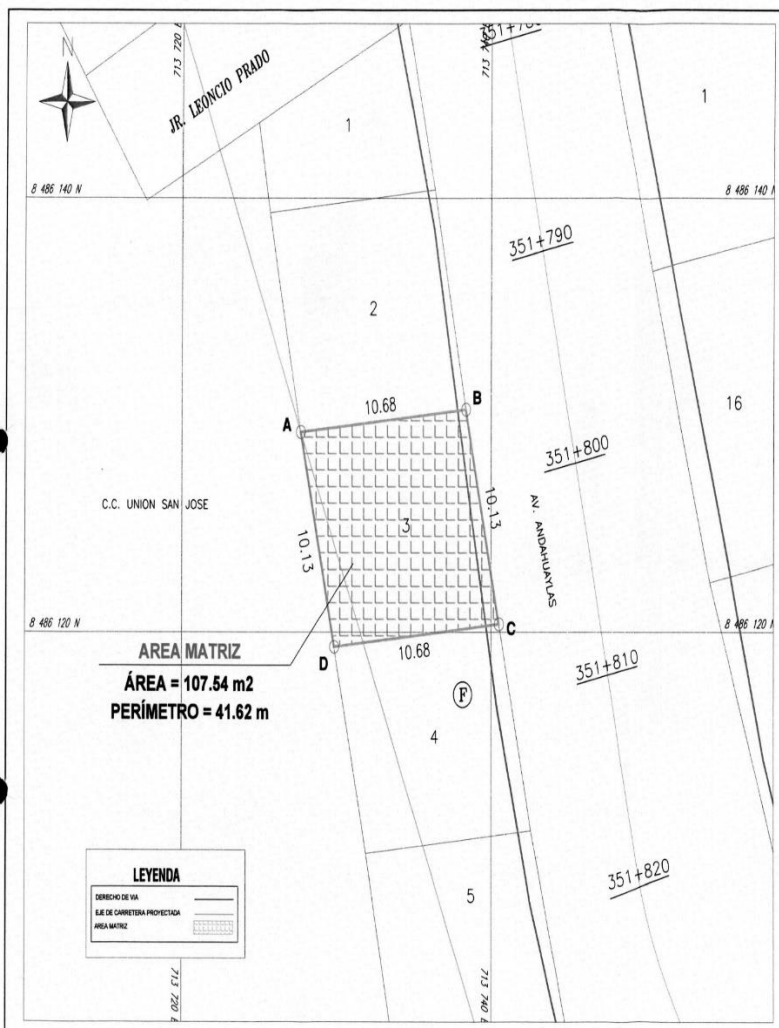 713 720 E
351+780
713 740 E
N
JR. LEONCIO PRADO
1
1
8 486 140 N
8 486 140 N
351+790
2
10.68
B
A
16
351+800
C.C. UNION SAN JOSE
3
10.13
10.13
AV. ANDAHUAYLAS
8 486 120 N
8 486 120 N
C
AREA MATRIZ
D
10.68
351+810
ÁREA = 107.54 m2
PERÍMETRO = 41.62 m
F
4
LEYENDA
DERECHO DE VIA
EJE DE CARRETERA PROYECTADA
AREA MATRIZ
351+820
5
713 720 E
713 740 E